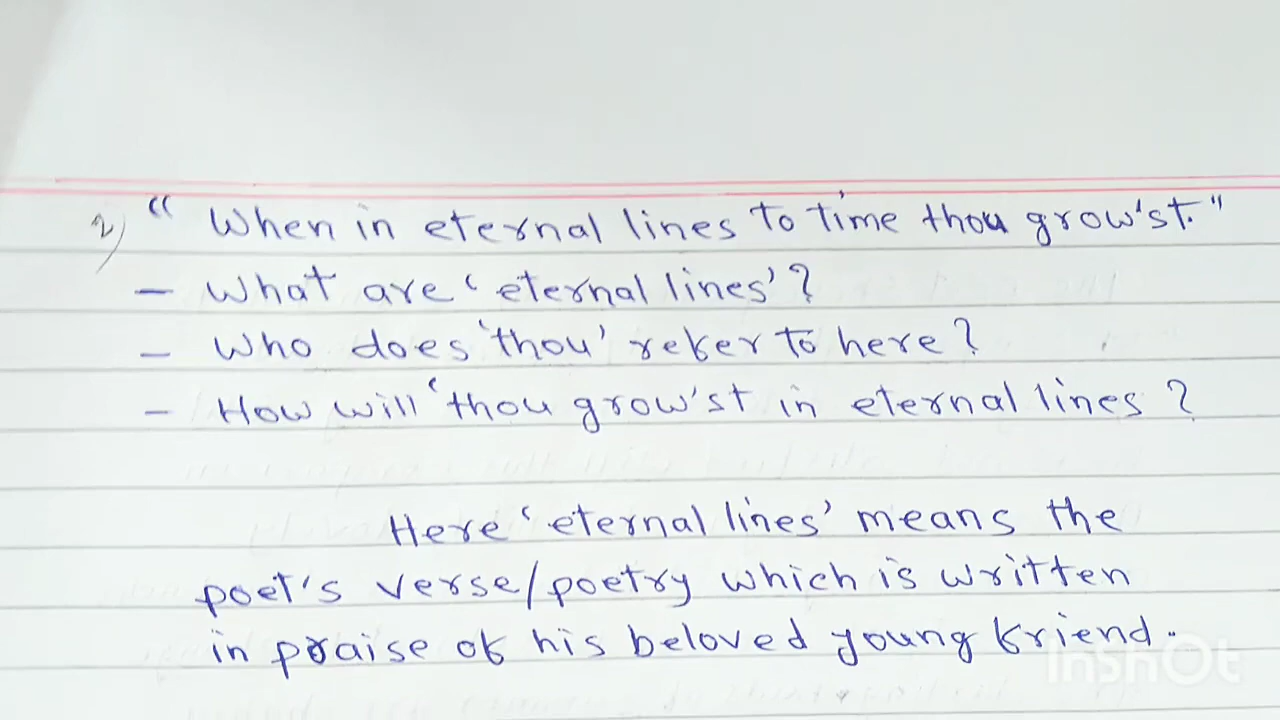 2) "When in eternal lines to time thou grow'st."
- What are 'eternal lines'?
- Who does 'thou' refer to here?
- How will 'thou grow'st in eternal lines?
Here 'eternal lines' means the
poet's verse/poetry which is written
in praise of his beloved young friend.
InShOt